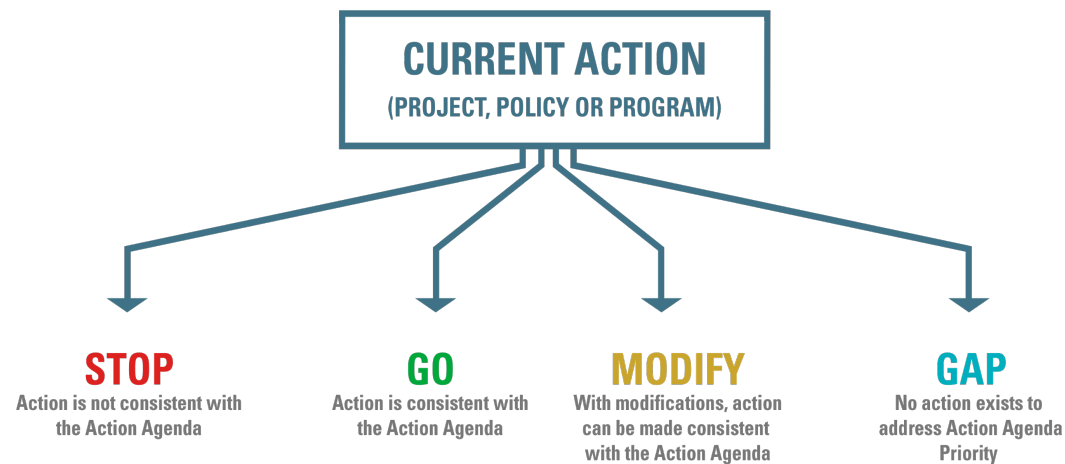 CURRENT ACTION
(PROJECT, POLICY OR PROGRAM)
STOP
Action is not consistent with
the Action Agenda
GO
Action is consistent with
the Action Agenda
MODIFY
With modifications, action
can be made consistent
with the Action Agenda
GAP
No action exists to
address Action Agenda
Priority